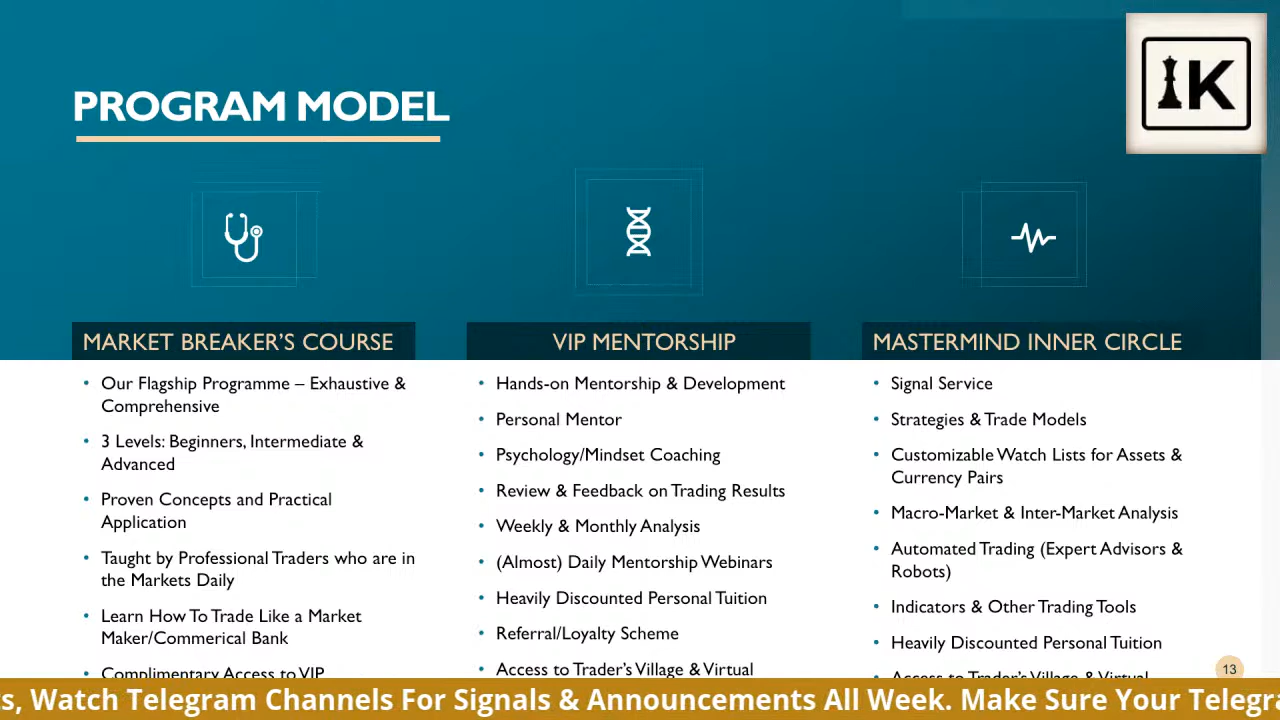 PROGRAM MODEL
K
MARKET BREAKER'S COURSE
• Our Flagship Programme – Exhaustive &
Comprehensive
• 3 Levels: Beginners, Intermediate &
Advanced
• Proven Concepts and Practical
Application
• Taught by Professional Traders who are in
the Markets Daily
• Learn How To Trade Like a Market
Maker/Commerical Bank
• Complimentary Access to VIP
VIP MENTORSHIP
• Hands-on Mentorship & Development
• Personal Mentor
• Psychology/Mindset Coaching
• Review & Feedback on Trading Results
• Weekly & Monthly Analysis
• (Almost) Daily Mentorship Webinars
• Heavily Discounted Personal Tuition
• Referral/Loyalty Scheme
• Access to Trader's Village & Virtual
MASTERMIND INNER CIRCLE
• Signal Service
• Strategies & Trade Models
• Customizable Watch Lists for Assets &
Currency Pairs
• Macro-Market & Inter-Market Analysis
• Automated Trading (Expert Advisors &
Robots)
• Indicators & Other Trading Tools
• Heavily Discounted Personal Tuition
• Access to Trader's Village & Virtual
13
s, Watch Telegram Channels For Signals & Announcements All Week. Make Sure Your Telegra